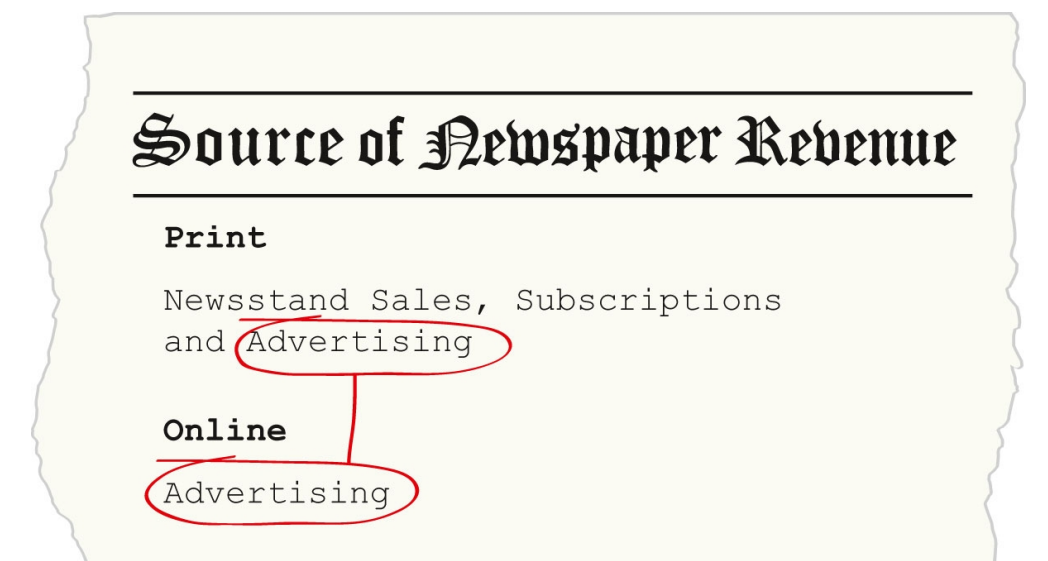 Source of Newspaper Revenue
Print
Newsstand Sales, Subscriptions
and Advertising
Online
Advertising